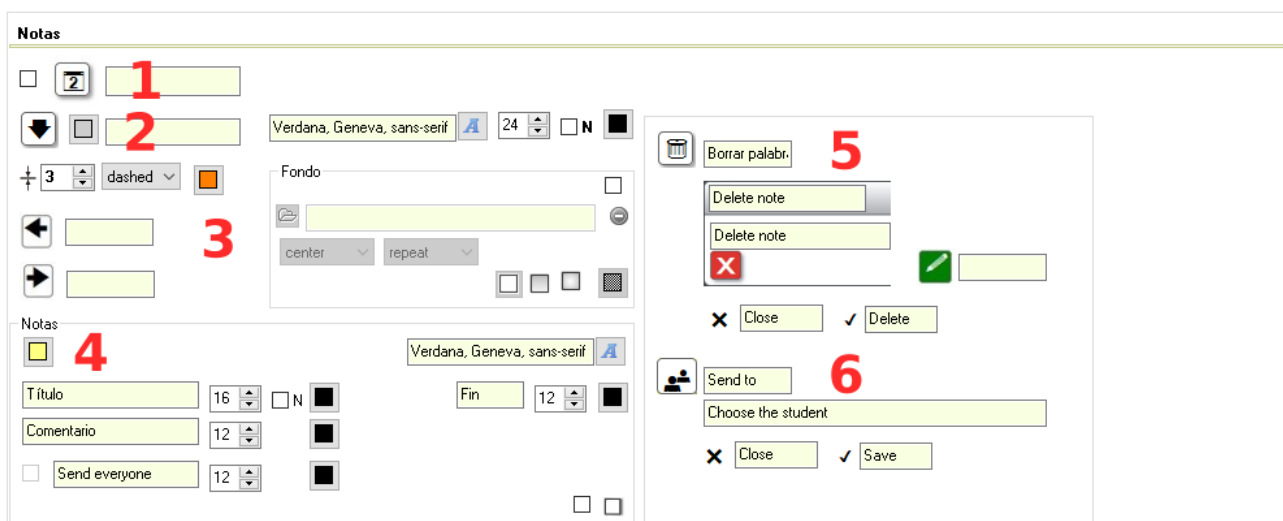 Notas
2 1
2
Verdana, Geneva, sans-serif A 24 N
3 dashed
3
Fondo
center repeat
Notas
4
Verdana, Geneva, sans-serif A
Título 16 N Fin 12
Comentario 12
Send everyone 12
Borrar palabr. 5
Delete note
Delete note
X
Close Delete
Send to 6
Choose the student
Close Save